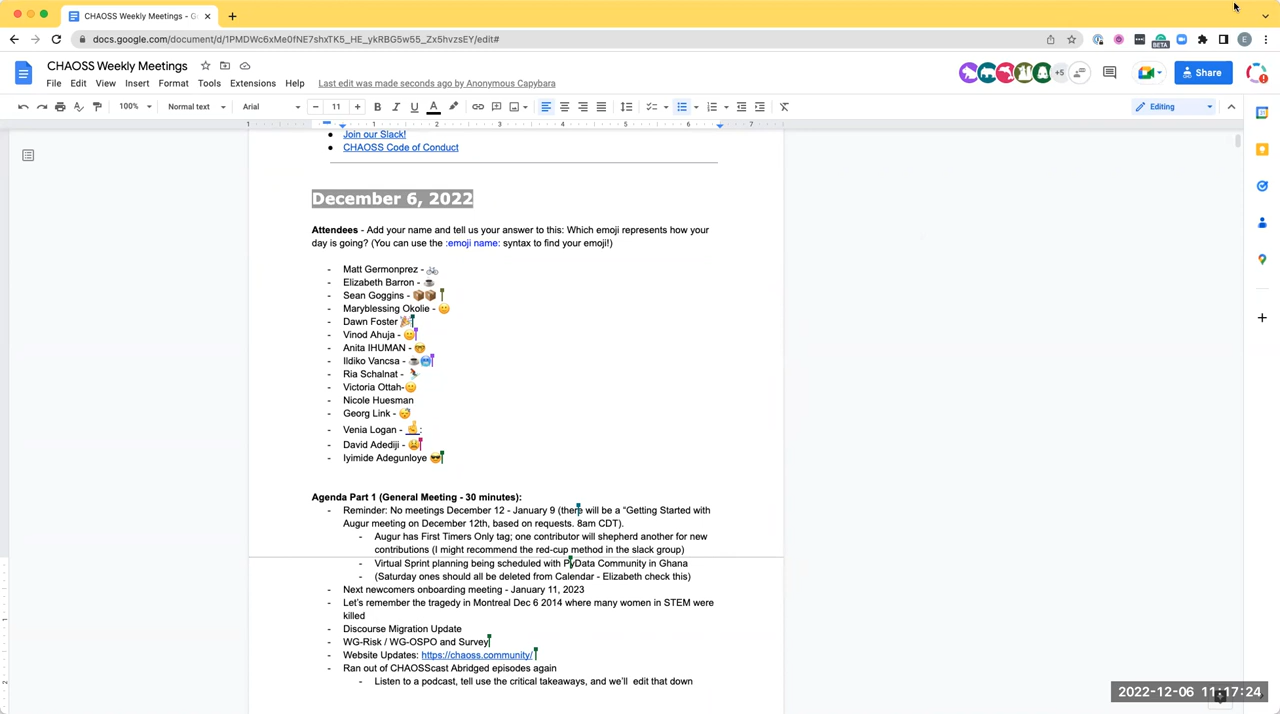 CHAOSS Weekly Meetings - G
docs.google.com/document/d/1PMDWc6xMe0fNE7shxTK5_HE_ykRBG5w55_Zx5hvzsEY/edit#
BETA
E
CHAOSS Weekly Meetings
File Edit View Insert Format Tools Extensions Help Last edit was made seconds ago by Anonymous Capybara
+5
Share
100% Normal text Arial 11 Editing
1 1 2 3 4 5 6 7
Join our Slack!
CHAOSS Code of Conduct
December 6, 2022
Attendees - Add your name and tell us your answer to this: Which emoji represents how your
day is going? (You can use the :emoji name: syntax to find your emoji!)
- Matt Germonprez - 🚲
- Elizabeth Barron - ☕
- Sean Goggins - 📦📦
- Maryblessing Okolie - 🙂
- Dawn Foster 🎉
- Vinod Ahuja - 😊
- Anita IHUMAN - 🤓
- Ildiko Vancsa - ☕🥶
- Ria Schalnat -
- Victoria Ottah-🙂
- Nicole Huesman
- Georg Link - 😴
- Venia Logan - :
- David Adediji -
- Iyimide Adegunloye 😎
Agenda Part 1 (General Meeting - 30 minutes):
- Reminder: No meetings December 12 - January 9 (there will be a “Getting Started with
Augur meeting on December 12th, based on requests. 8am CDT).
- Augur has First Timers Only tag; one contributor will shepherd another for new
contributions (I might recommend the red-cup method in the slack group)
- Virtual Sprint planning being scheduled with PyData Community in Ghana
- (Saturday ones should all be deleted from Calendar - Elizabeth check this)
- Next newcomers onboarding meeting - January 11, 2023
- Let’s remember the tragedy in Montreal Dec 6 2014 where many women in STEM were
killed
- Discourse Migration Update
- WG-Risk / WG-OSPO and Survey
- Website Updates: https://chaoss.community/
- Ran out of CHAOSScast Abridged episodes again
- Listen to a podcast, tell use the critical takeaways, and we’ll edit that down
2022-12-06 11:17:24